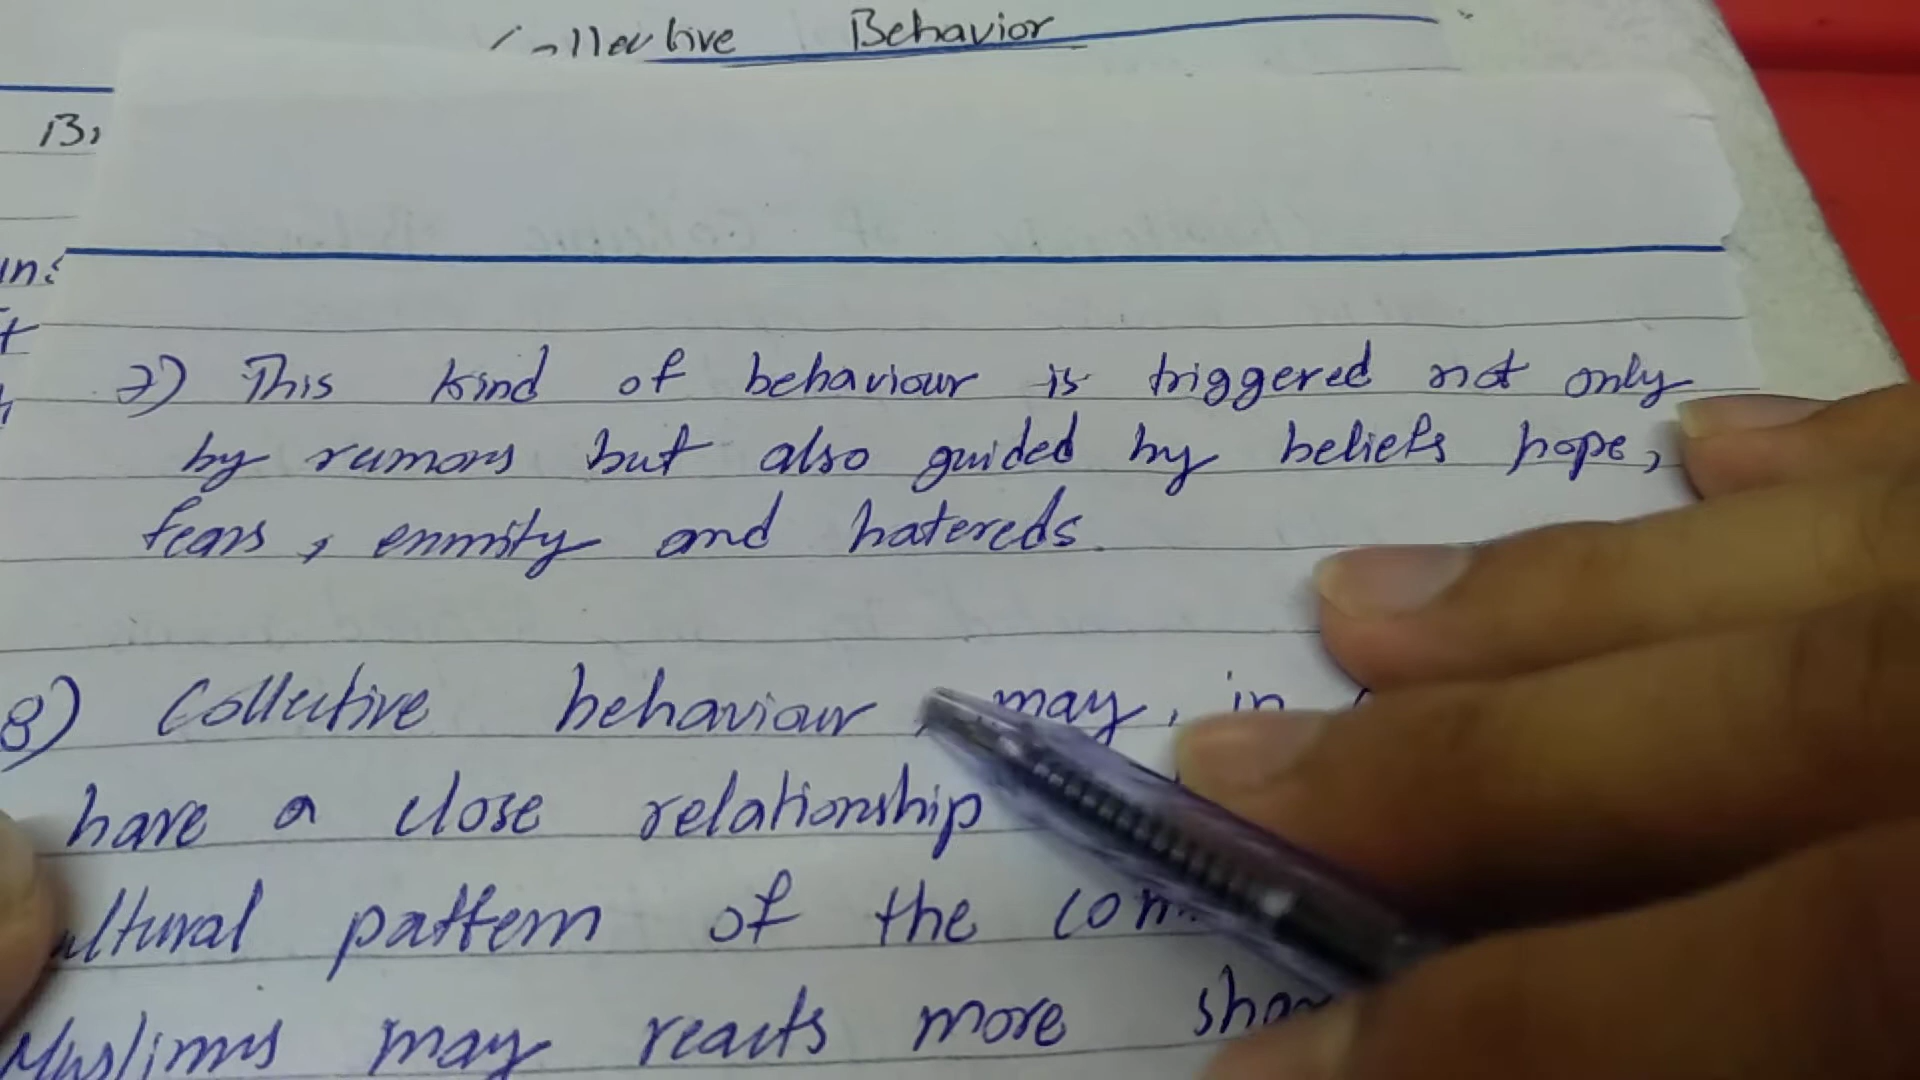 Collective Behavior
7) This kind of behaviour is triggered not only
by rumors but also guided by beliefs hope,
fears, enmity and hatereds.
8) Collective behaviour, may, in
have a close relationship
ultural pattern of the com
Muslims may reacts more